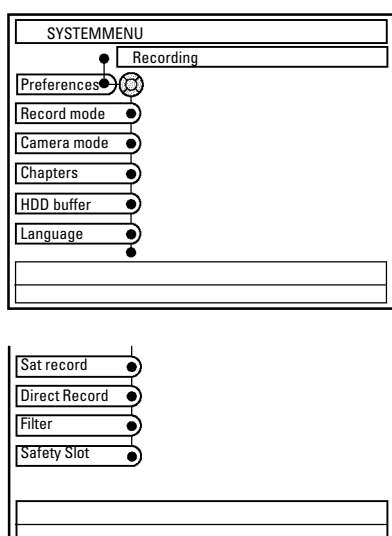 SYSTEMMENU
Recording
Preferences
Record mode
Camera mode
Chapters
HDD buffer
Language
Sat record
Direct Record
Filter
Safety Slot